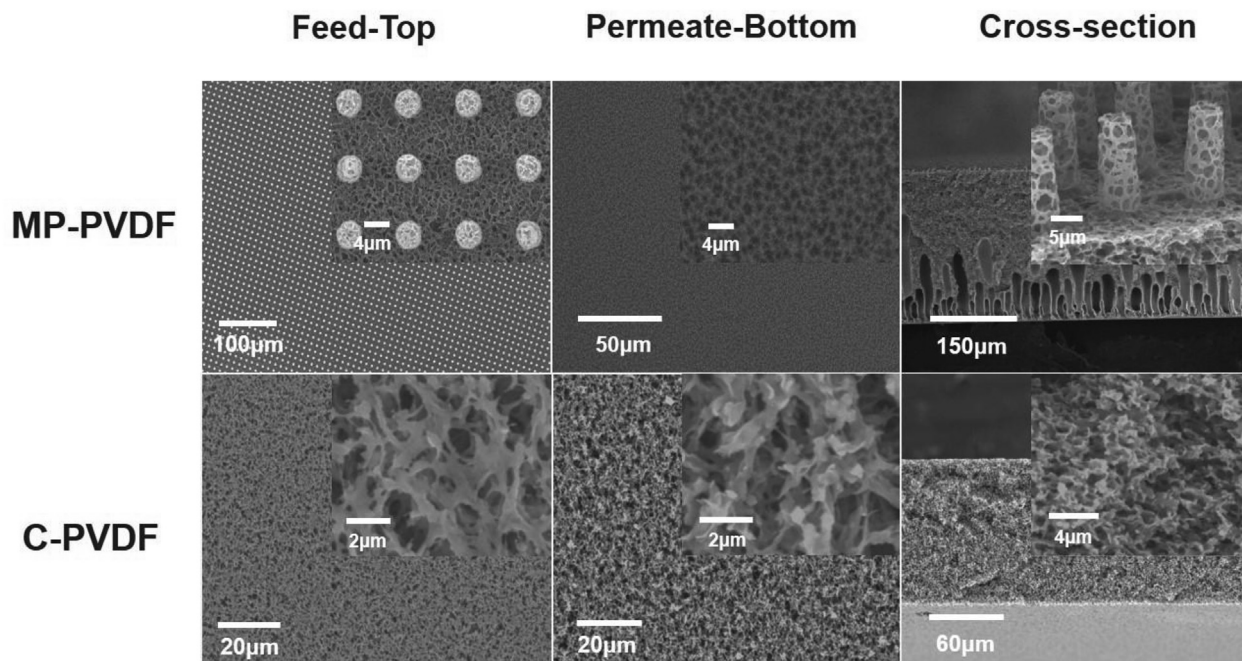 Feed-Top Permeate-Bottom Cross-section
MP-PVDF
4µm 4µm 5µm
100µm 50µm 150µm
C-PVDF
2µm 2µm 4µm
20µm 20µm 60µm